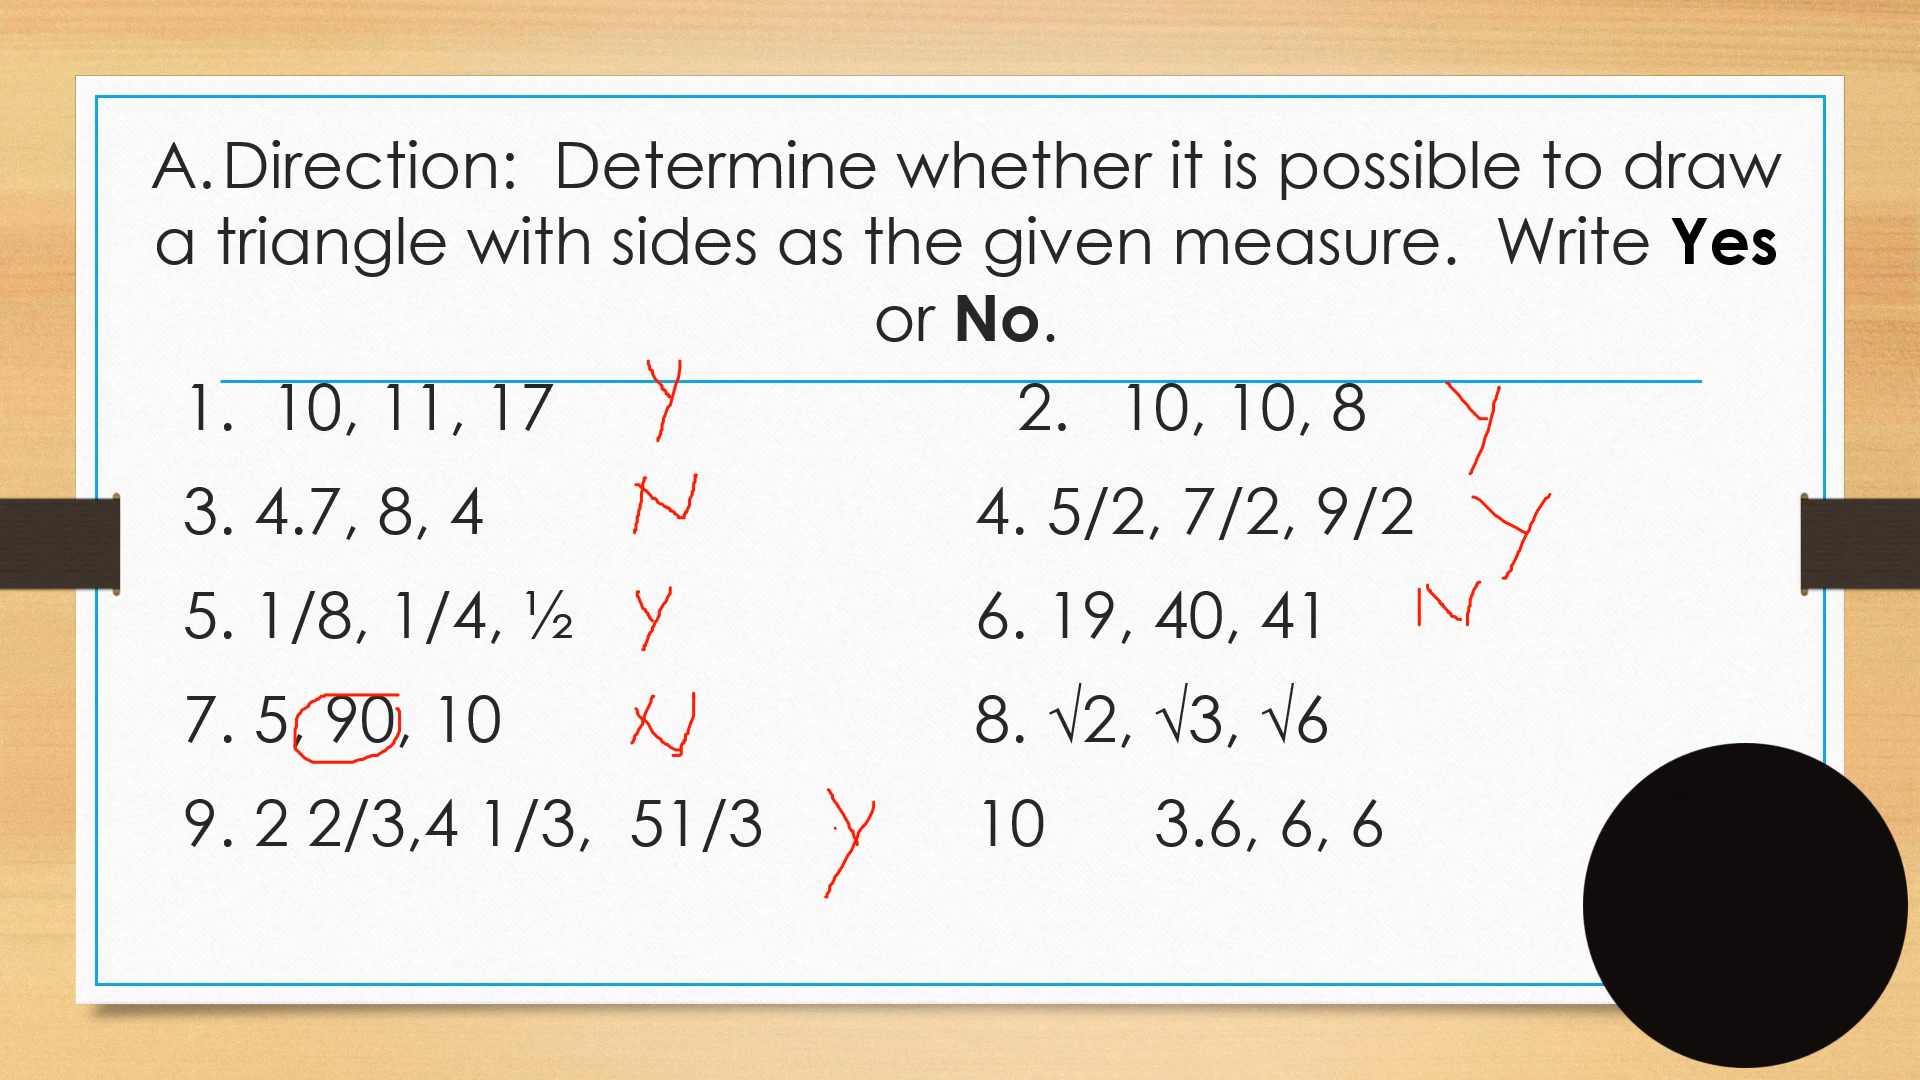 A. Direction: Determine whether it is possible to draw
a triangle with sides as the given measure. Write Yes
or No.
1. 10, 11, 17 Y 2. 10, 10, 8 Y
3. 4.7, 8, 4 N 4. 5/2, 7/2, 9/2 Y
5. 1/8, 1/4, ½ Y 6. 19, 40, 41 N
7. 5, 90, 10 N 8. √2, √3, √6
9. 2 2/3,4 1/3, 51/3 Y 10 3.6, 6, 6